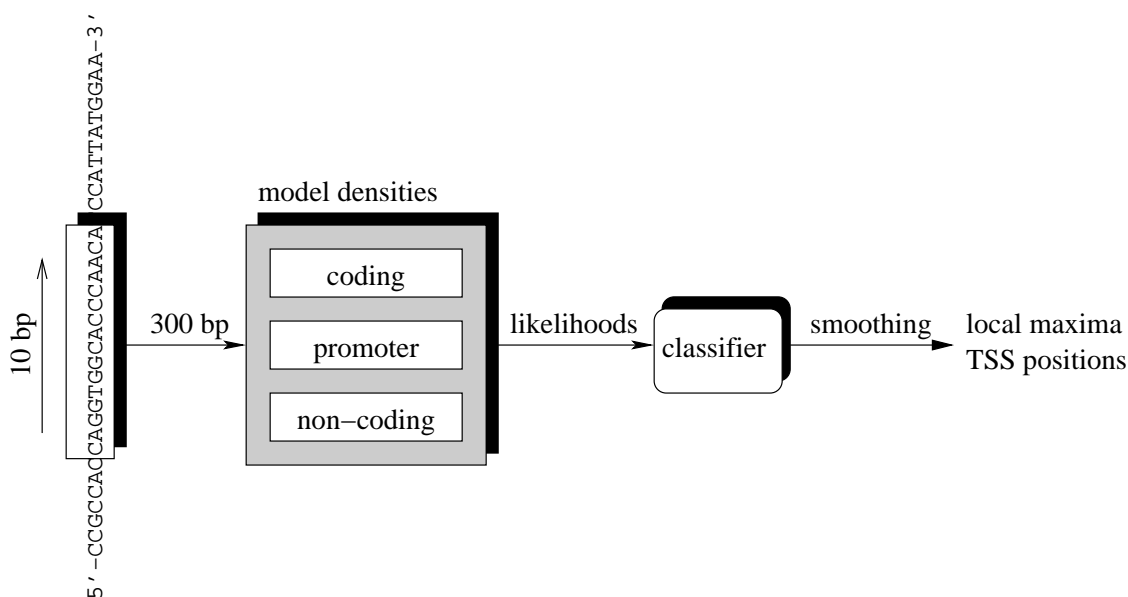 5’−CCGCCACCAGGTGGCACCCAACACCATTATGGAA−3’
10 bp
300 bp
model densities
coding
promoter
non−coding
likelihoods
classifier
smoothing
local maxima
TSS positions